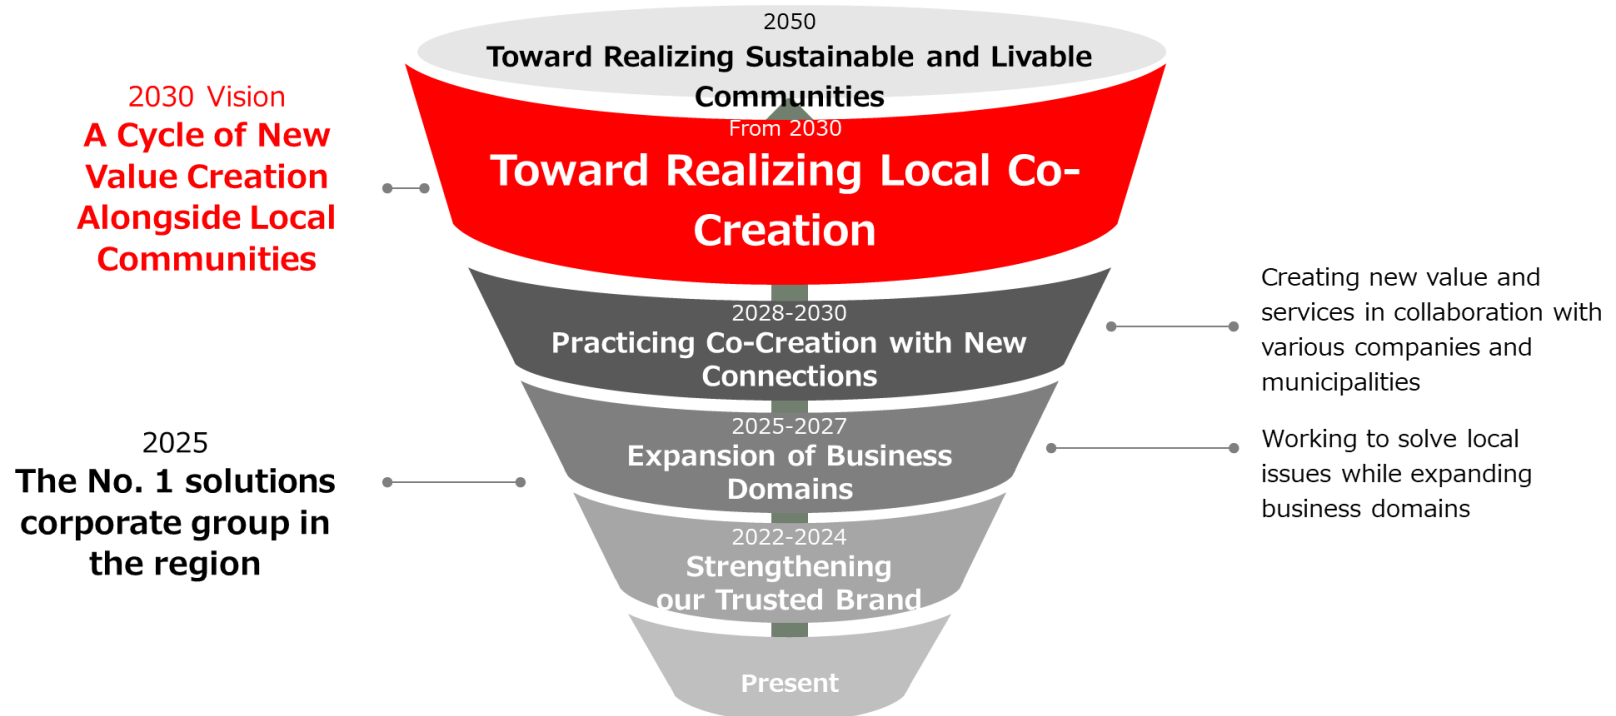 2050
Toward Realizing Sustainable and Livable
Communities
2030 Vision
A Cycle of New
Value Creation
Alongside Local
Communities
From 2030
Toward Realizing Local Co-
Creation
2028-2030
Practicing Co-Creation with New
Connections
Creating new value and
services in collaboration with
various companies and
municipalities
2025
The No. 1 solutions
corporate group in
the region
2025-2027
Expansion of Business
Domains
Working to solve local
issues while expanding
business domains
2022-2024
Strengthening
our Trusted Brand
Present